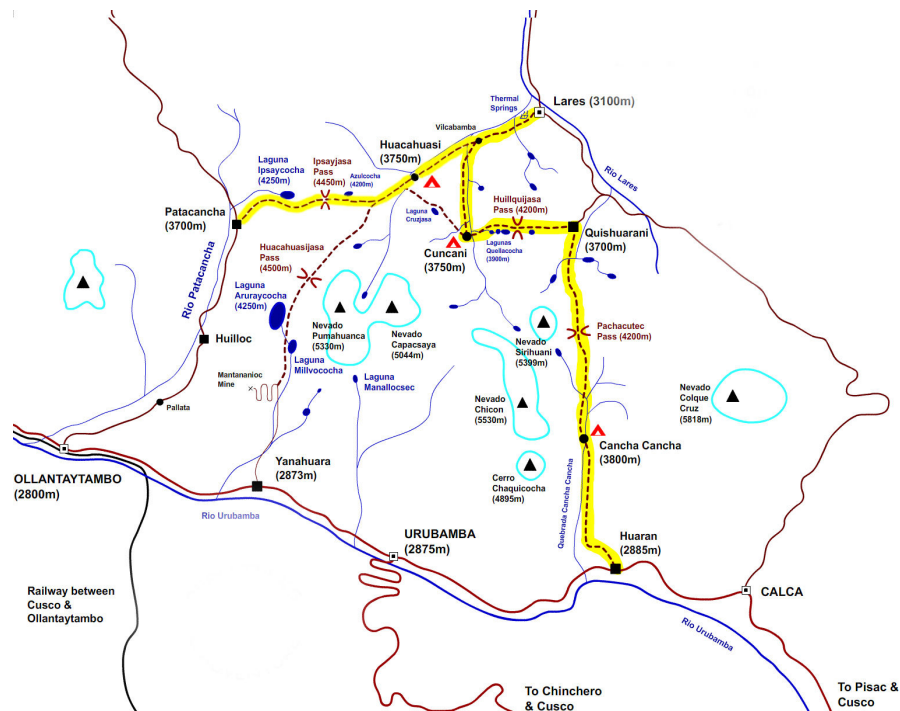 Thermal
Springs
Lares (3100m)
Vilcabamba
Huacahuasi
(3750m)
Laguna
Ipsaycocha
(4250m)
Ipsayjasa
Pass
(4450m)
Azulcocha
(4200m)
Rio Lares
Patacancha
(3700m)
Laguna
Cruzjasa
Huillquijasa
Pass (4200m)
Quishuarani
(3700m)
Huacahuasijasa
Pass
(4500m)
Cuncani
(3750m)
Lagunas
Quellacocha
(3900m)
Rio Patacancha
Laguna
Aruraycocha
(4250m)
Nevado
Pumahuanca
(5330m)
Nevado
Capacsaya
(5044m)
Pachacutec
Pass (4200m)
Nevado
Sirihuani
(5399m)
Huilloc
Laguna
Millvococha
Mantananioc
Mine
Laguna
Manallocsec
Nevado
Chicon
(5530m)
Nevado
Colque
Cruz
(5818m)
Pallata
Cancha Cancha
(3800m)
OLLANTAYTAMBO
(2800m)
Yanahuara
(2873m)
Cerro
Chaquicocha
(4895m)
Quebrada Cancha Cancha
Rio Urubamba
URUBAMBA
(2875m)
Huaran
(2885m)
Railway between
Cusco &
Ollantaytambo
CALCA
Rio Urubamba
To Chinchero
& Cusco
To Pisac &
Cusco